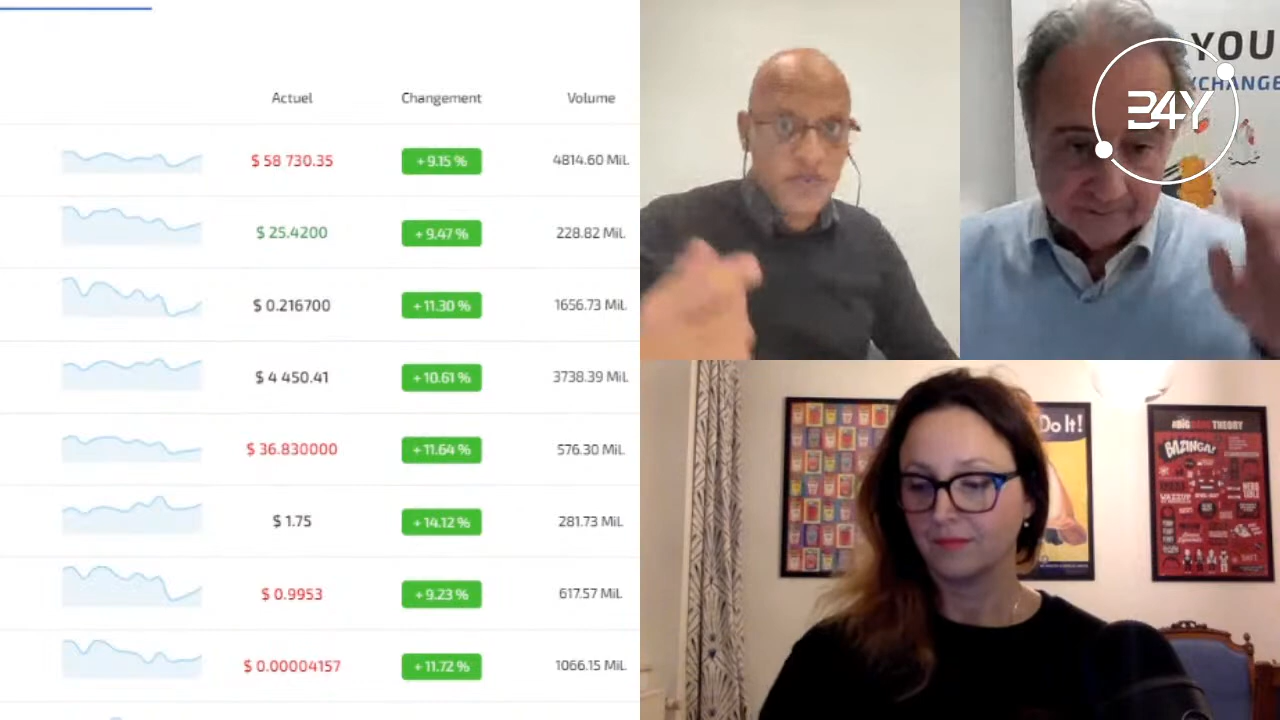 Actuel Changement Volume
$ 58 730.35 + 9.15 % 4814.60 MiL
$ 25.4200 + 9.47 % 228.82 MiL
$ 0.216700 + 11.30 % 1656.73 MiL
$ 4 450.41 + 10.61 % 3738.39 MiL
$ 36.830000 + 11.64 % 576.30 MiL
$ 1.75 + 14.12 % 281.73 MiL
$ 0.9953 + 9.23 % 617.57 MiL
$ 0.00004157 + 11.72 % 1066.15 MiL
YOU
XCHANGE
B4Y
Do It!
#BIGBANG THEORY
BAZINGA!